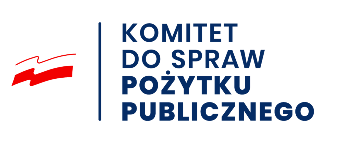 KOMITET
DO SPRAW
POŻYTKU
PUBLICZNEGO